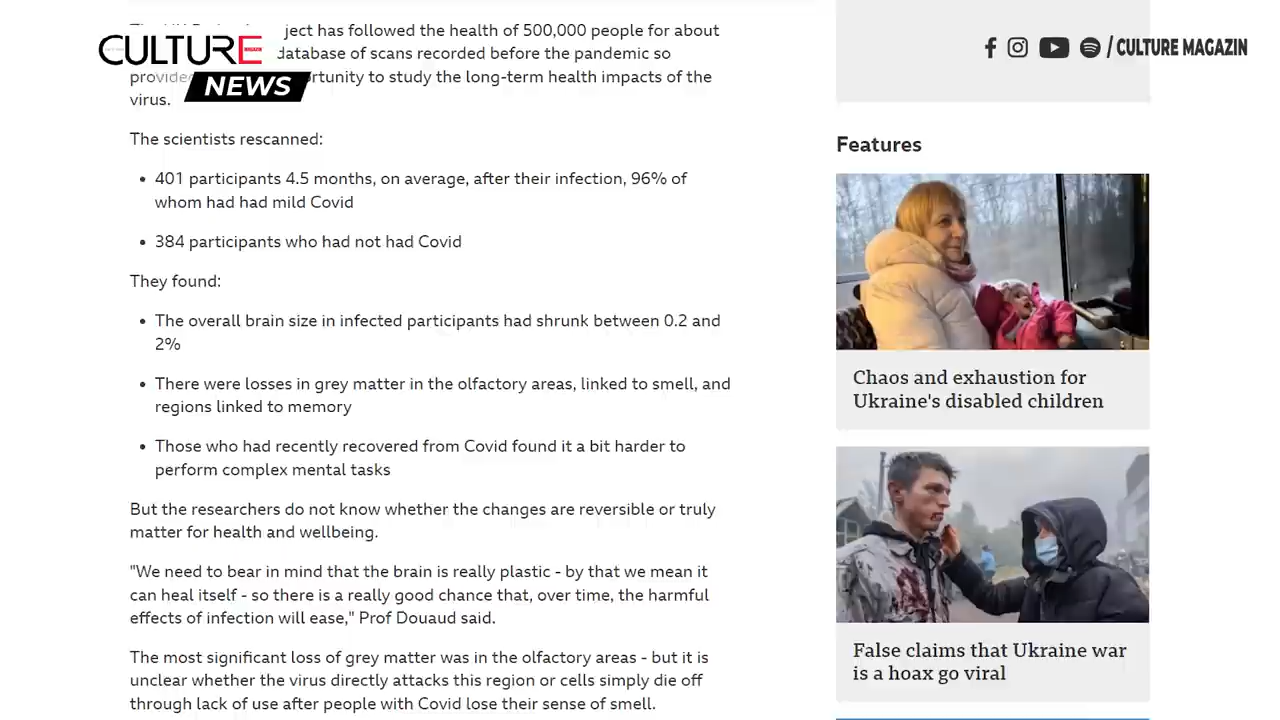 ject has followed the health of 500,000 people for about
CULTURE
database of scans recorded before the pandemic so
to study the long-term health impacts of the
NEWS
virus.
The scientists rescanned:
• 401 participants 4.5 months, on average, after their infection, 96% of
whom had had mild Covid
• 384 participants who had not had Covid
They found:
• The overall brain size in infected participants had shrunk between 0.2 and
2%
• There were losses in grey matter in the olfactory areas, linked to smell, and
regions linked to memory
• Those who had recently recovered from Covid found it a bit harder to
perform complex mental tasks
But the researchers do not know whether the changes are reversible or truly
matter for health and wellbeing.
"We need to bear in mind that the brain is really plastic - by that we mean it
can heal itself - so there is a really good chance that, over time, the harmful
effects of infection will ease," Prof Douaud said.
The most significant loss of grey matter was in the olfactory areas - but it is
unclear whether the virus directly attacks this region or cells simply die off
through lack of use after people with Covid lose their sense of smell.
/CULTURE MAGAZIN
Features
Chaos and exhaustion for
Ukraine's disabled children
False claims that Ukraine war
is a hoax go viral